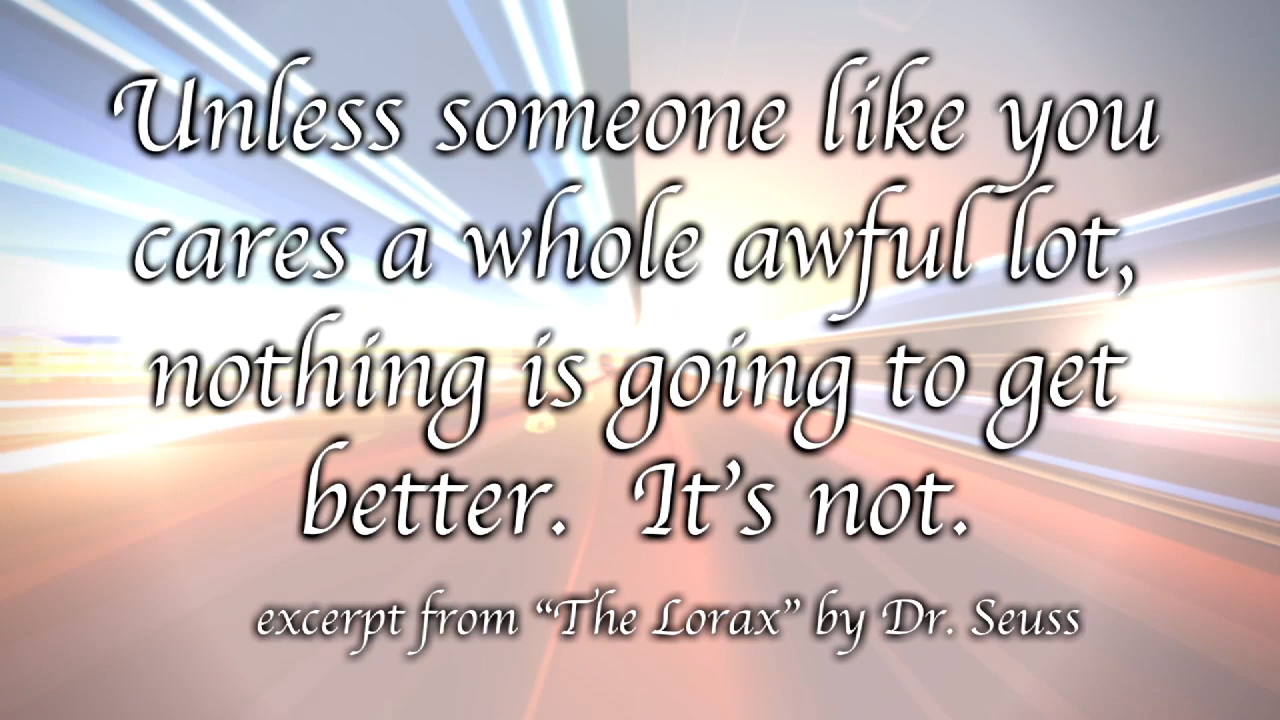 Unless someone like you
cares a whole awful lot,
nothing is going to get
better.  It's not.
excerpt from “The Lorax” by Dr. Seuss